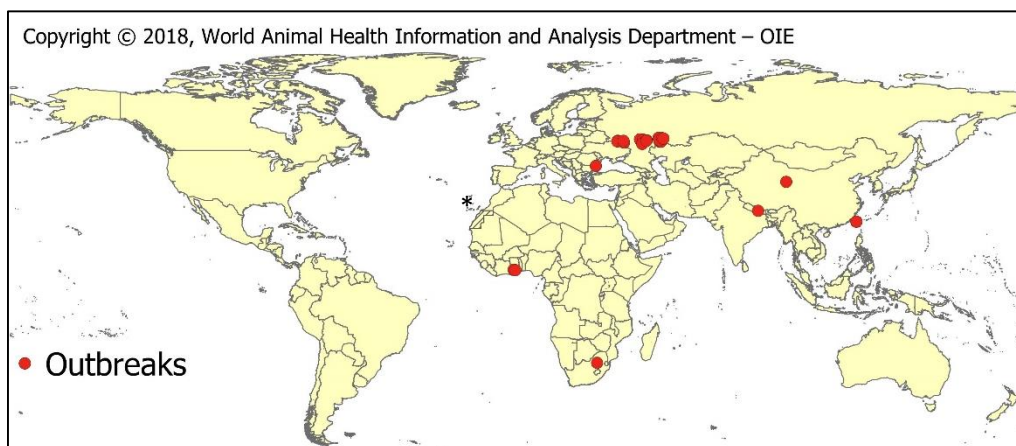 Copyright © 2018, World Animal Health Information and Analysis Department – OIE
*
Outbreaks